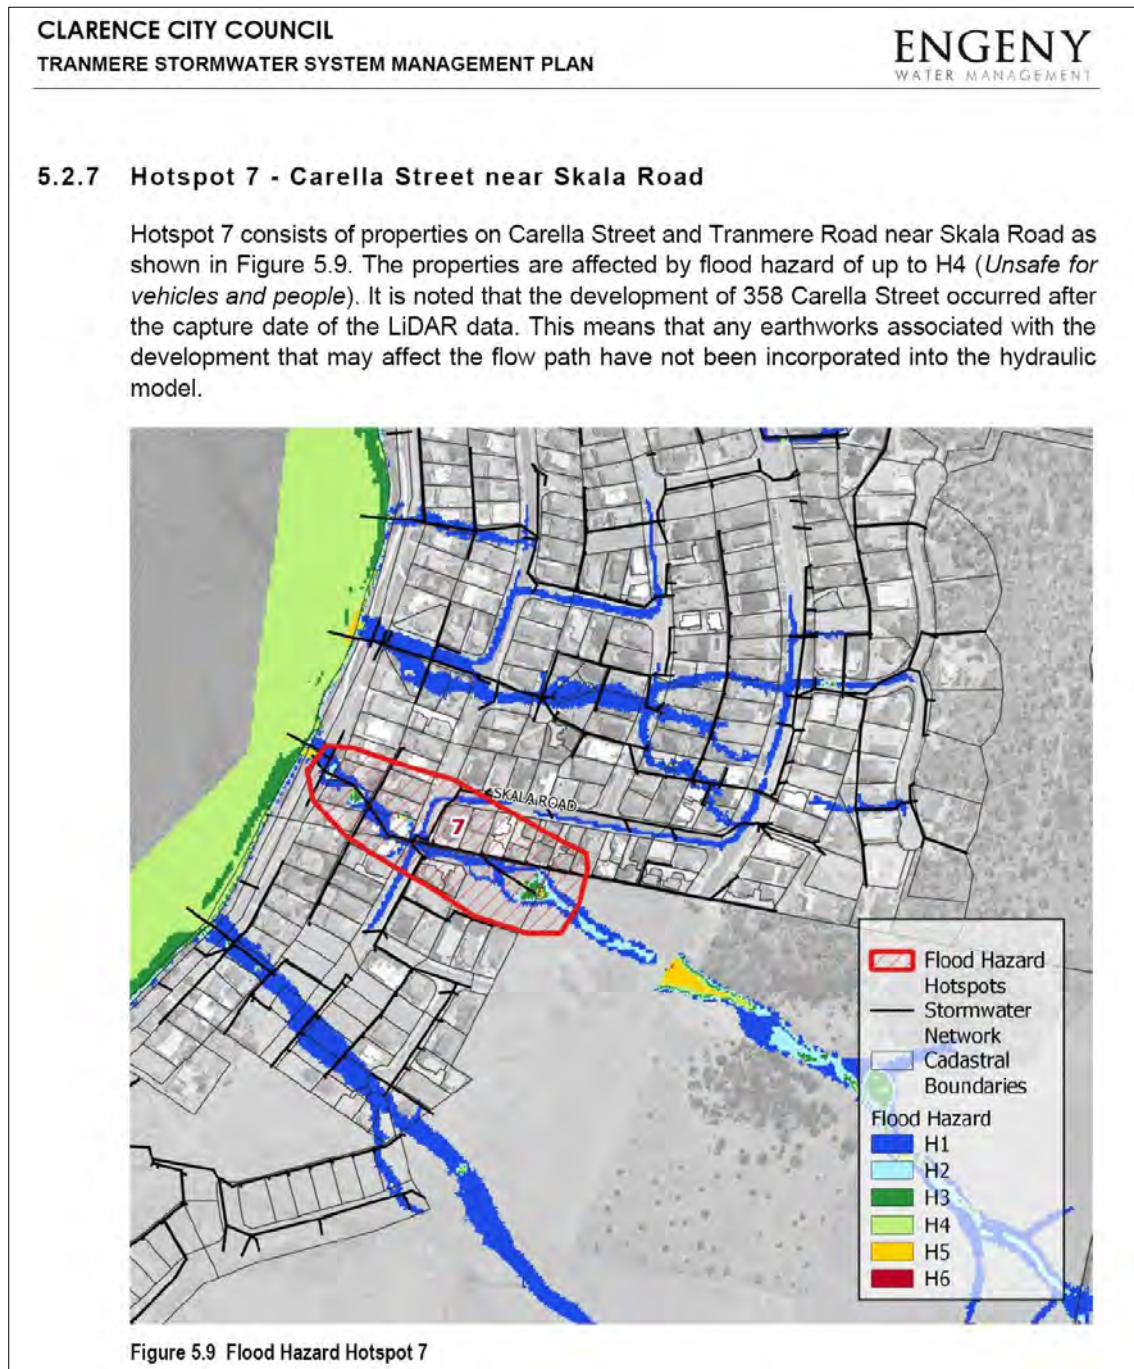 CLARENCE CITY COUNCIL
TRANMERE STORMWATER SYSTEM MANAGEMENT PLAN
ENGENY
WATER MANAGEMENT
5.2.7 Hotspot 7 - Carella Street near Skala Road
Hotspot 7 consists of properties on Carella Street and Tranmere Road near Skala Road as
shown in Figure 5.9. The properties are affected by flood hazard of up to H4 (Unsafe for
vehicles and people). It is noted that the development of 358 Carella Street occurred after
the capture date of the LiDAR data. This means that any earthworks associated with the
development that may affect the flow path have not been incorporated into the hydraulic
model.
SKALA ROAD
7
Flood Hazard
Hotspots
Stormwater
Network
Cadastral
Boundaries
Flood Hazard
H1
H2
H3
H4
H5
H6
Figure 5.9 Flood Hazard Hotspot 7